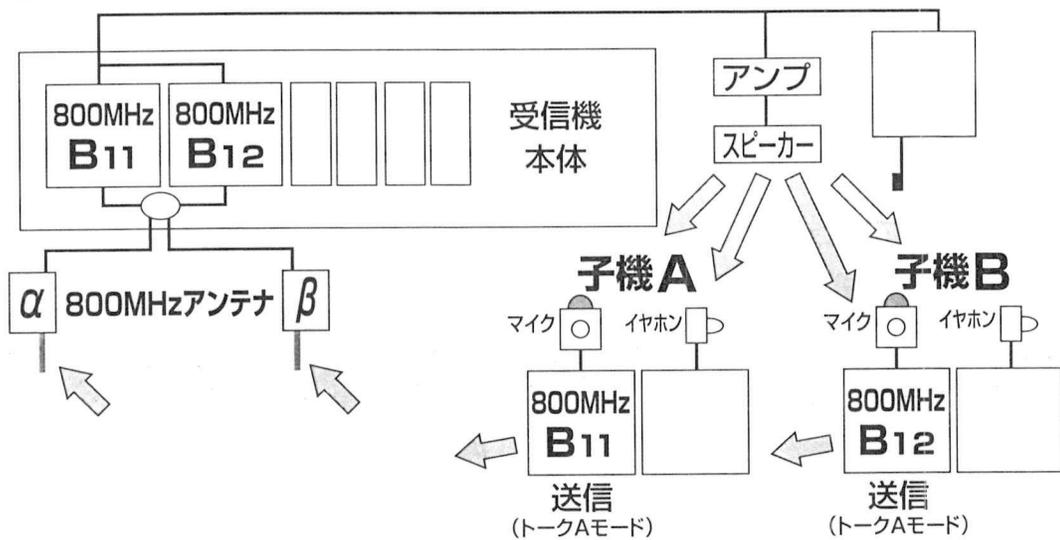 800MHz
B11
800MHz
B12
受信機
本体
アンプ
スピーカー
α
800MHzアンテナ
β
子機A
マイク
イヤホン
800MHz
B11
送信
(トークAモード)
子機B
マイク
イヤホン
800MHz
B12
送信
(トークAモード)